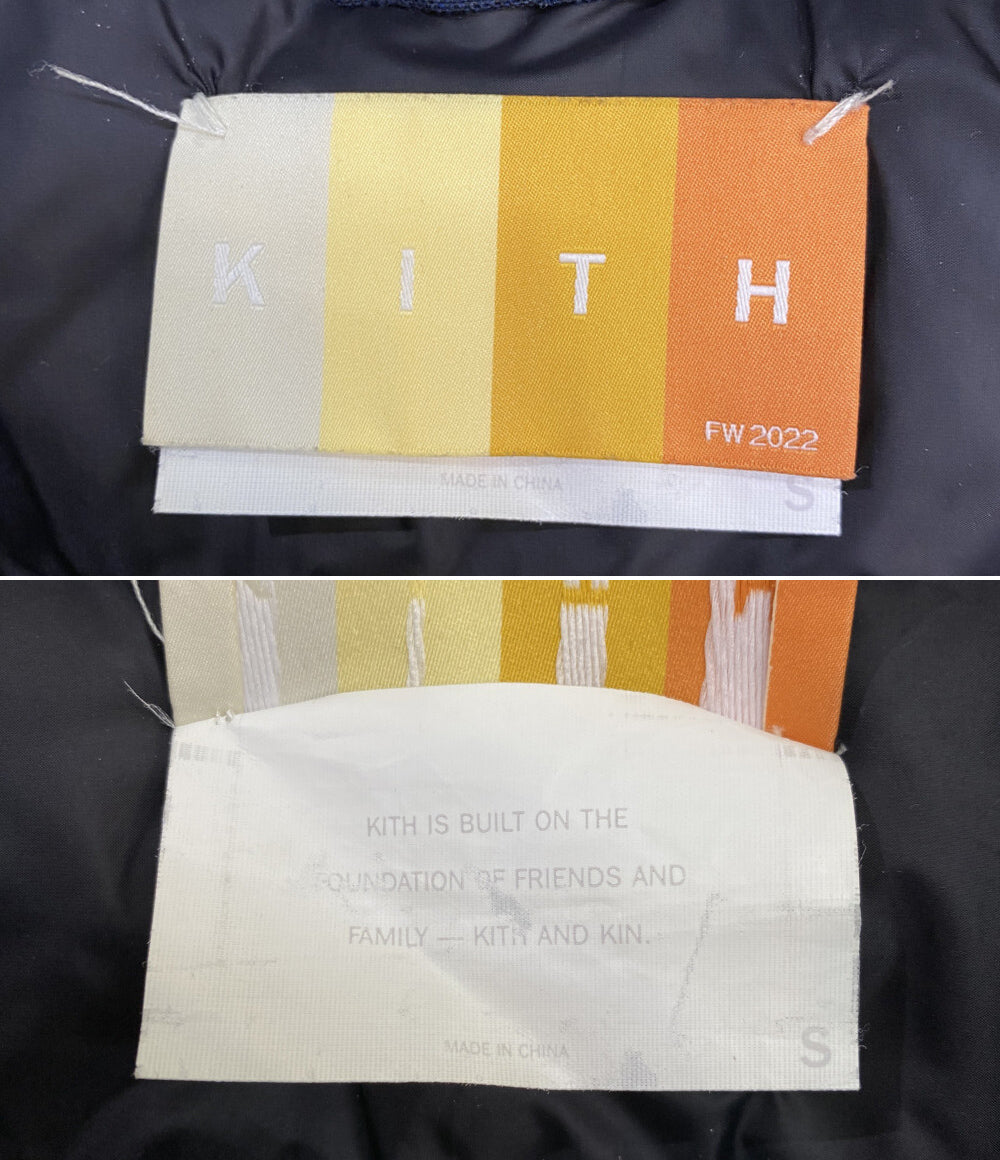 KITH
FW 2022
MADE IN CHINA
S
KITH IS BUILT ON THE
FOUNDATION OF FRIENDS AND
FAMILY — KITH AND KIN.
MADE IN CHINA
S